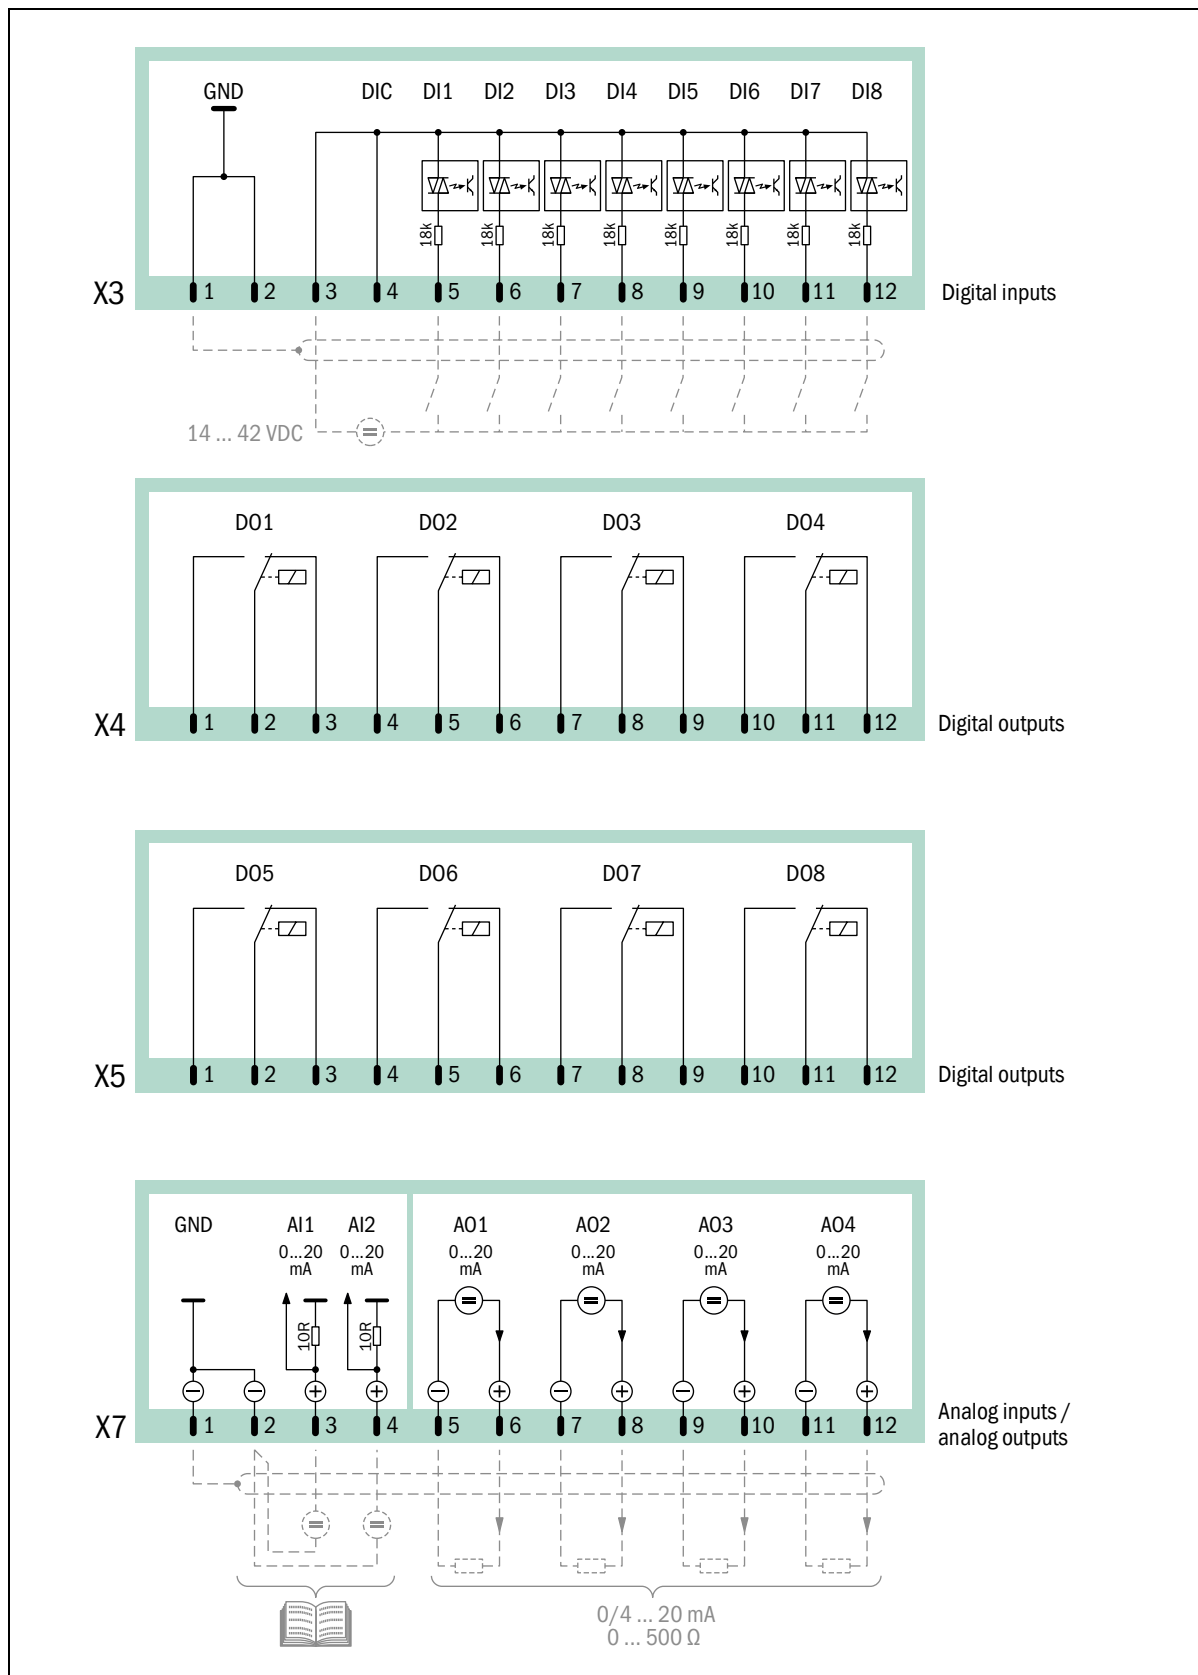 GND DIC DI1 DI2 DI3 DI4 DI5 DI6 DI7 DI8
18k 18k 18k 18k 18k 18k 18k 18k
X3 1 2 3 4 5 6 7 8 9 10 11 12 Digital inputs
14 ... 42 VDC
DO1 DO2 DO3 DO4
X4 1 2 3 4 5 6 7 8 9 10 11 12 Digital outputs
DO5 DO6 DO7 DO8
X5 1 2 3 4 5 6 7 8 9 10 11 12 Digital outputs
GND AI1 AI2 AO1 AO2 AO3 AO4
0...20 0...20 0...20 0...20 0...20 0...20
mA mA mA mA mA mA
10R 10R
X7 1 2 3 4 5 6 7 8 9 10 11 12 Analog inputs /
analog outputs
0/4 ... 20 mA
0 ... 500 Ω